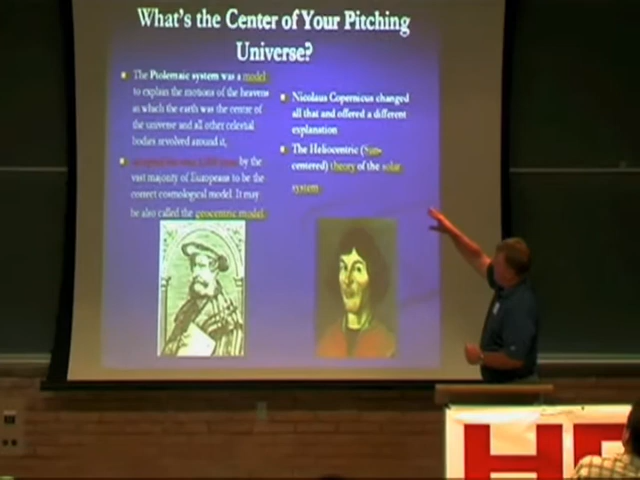 What's the Center of Your Pitching
Universe?
The Ptolemaic system was a model
to explain the motions of the heavens
in which the earth was the center of
the universe and all other celestial
bodies revolved around it,
by the
vast majority of Europeans to be the
correct cosmological model. It may
be also called the geocentric model.
Nicolaus Copernicus changed
all that and offered a different
explanation
The Heliocentric (Sun-
centered) theory of the solar
system